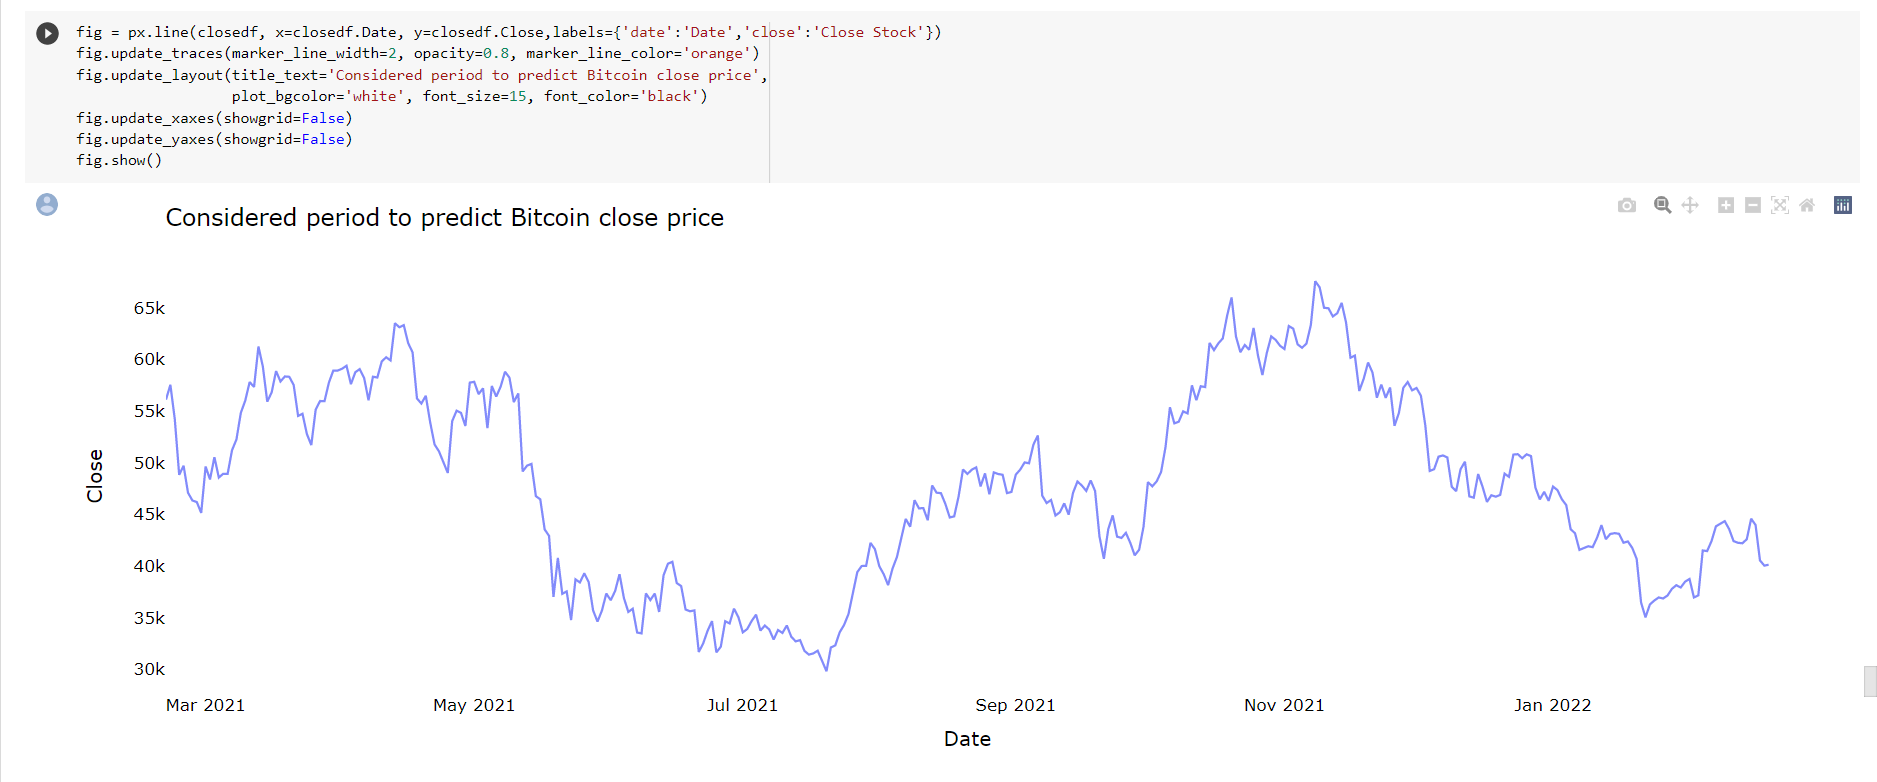 fig = px.line(closedf, x=closedf.Date, y=closedf.Close,labels={'date':'Date','close':'Close Stock'})
fig.update_traces(marker_line_width=2, opacity=0.8, marker_line_color='orange')
fig.update_layout(title_text='Considered period to predict Bitcoin close price',
plot_bgcolor='white', font_size=15, font_color='black')
fig.update_xaxes(showgrid=False)
fig.update_yaxes(showgrid=False)
fig.show()
Considered period to predict Bitcoin close price
65k
60k
55k
50k
45k
40k
35k
30k
Close
Mar 2021 May 2021 Jul 2021 Sep 2021 Nov 2021 Jan 2022
Date